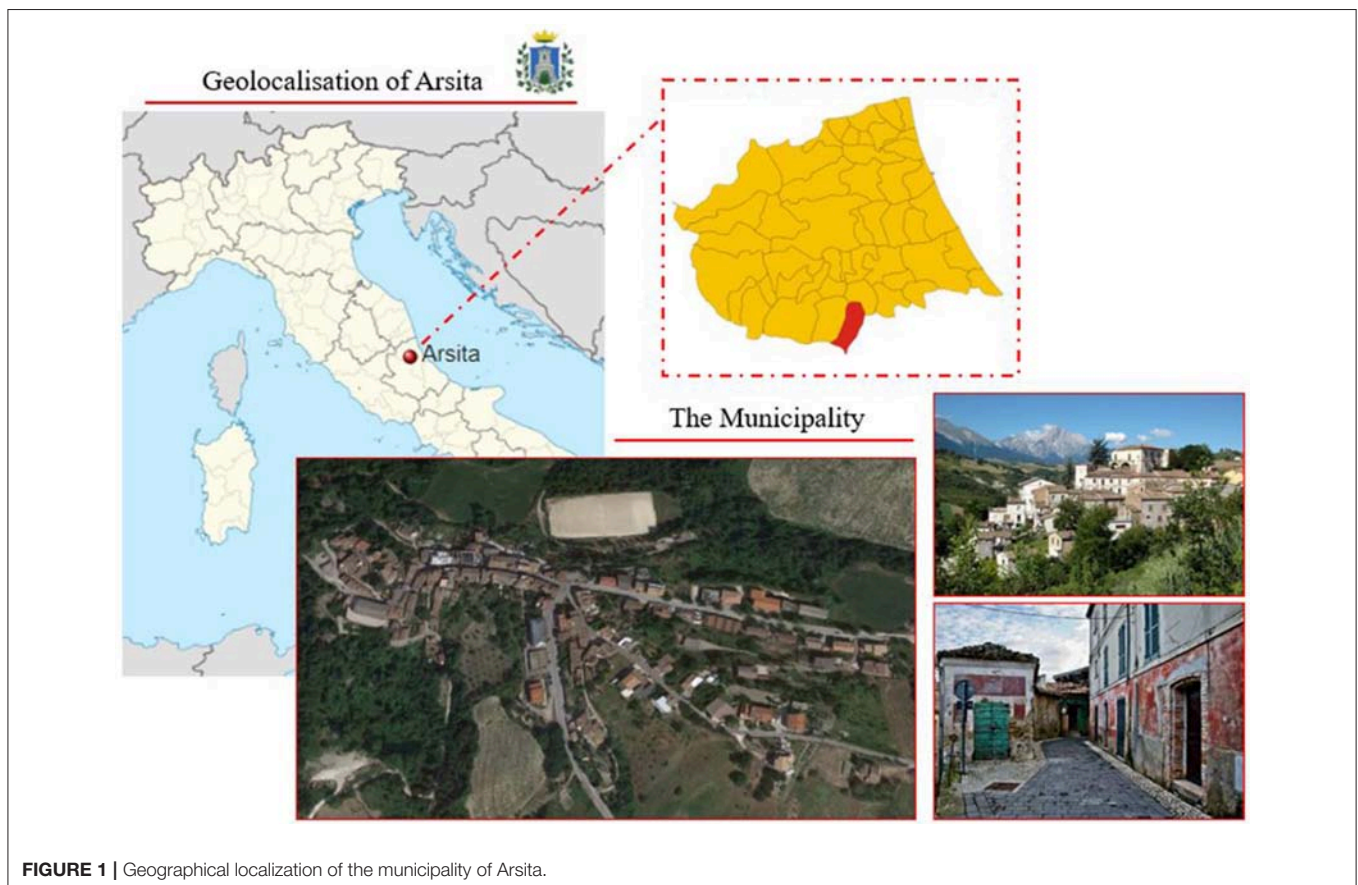 Geolocalisation of Arsita
Arsita
The Municipality
FIGURE 1 | Geographical localization of the municipality of Arsita.